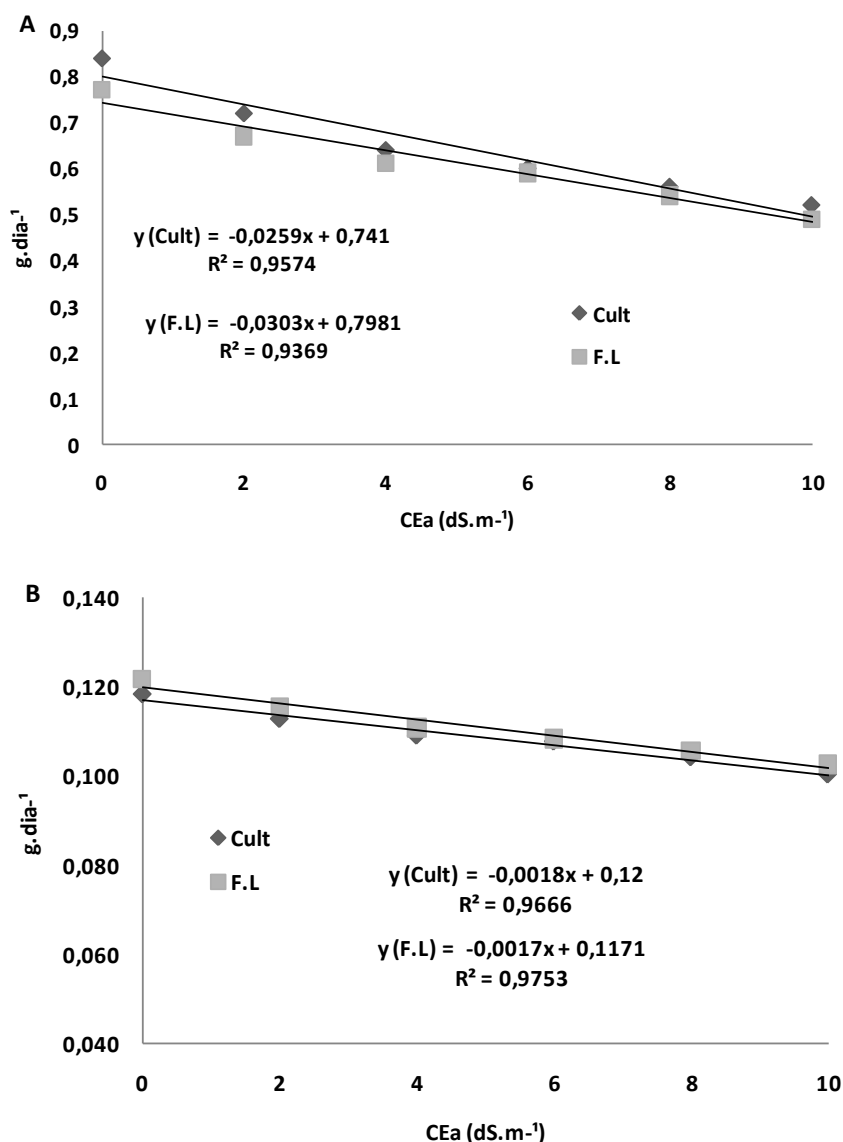 A
0,9
0,8
0,7
0,6
0,5
0,4
0,3
0,2
0,1
0
g.dia-¹
y (Cult) = -0,0259x + 0,741
R² = 0,9574
y (F.L) = -0,0303x + 0,7981
R² = 0,9369
Cult
F.L
0 2 4 6 8 10
CEa (dS.m-¹)
B
0,140
0,120
0,100
0,080
0,060
0,040
g.dia-¹
Cult
F.L
y (Cult) = -0,0018x + 0,12
R² = 0,9666
y (F.L) = -0,0017x + 0,1171
R² = 0,9753
0 2 4 6 8 10
CEa (dS.m-¹)